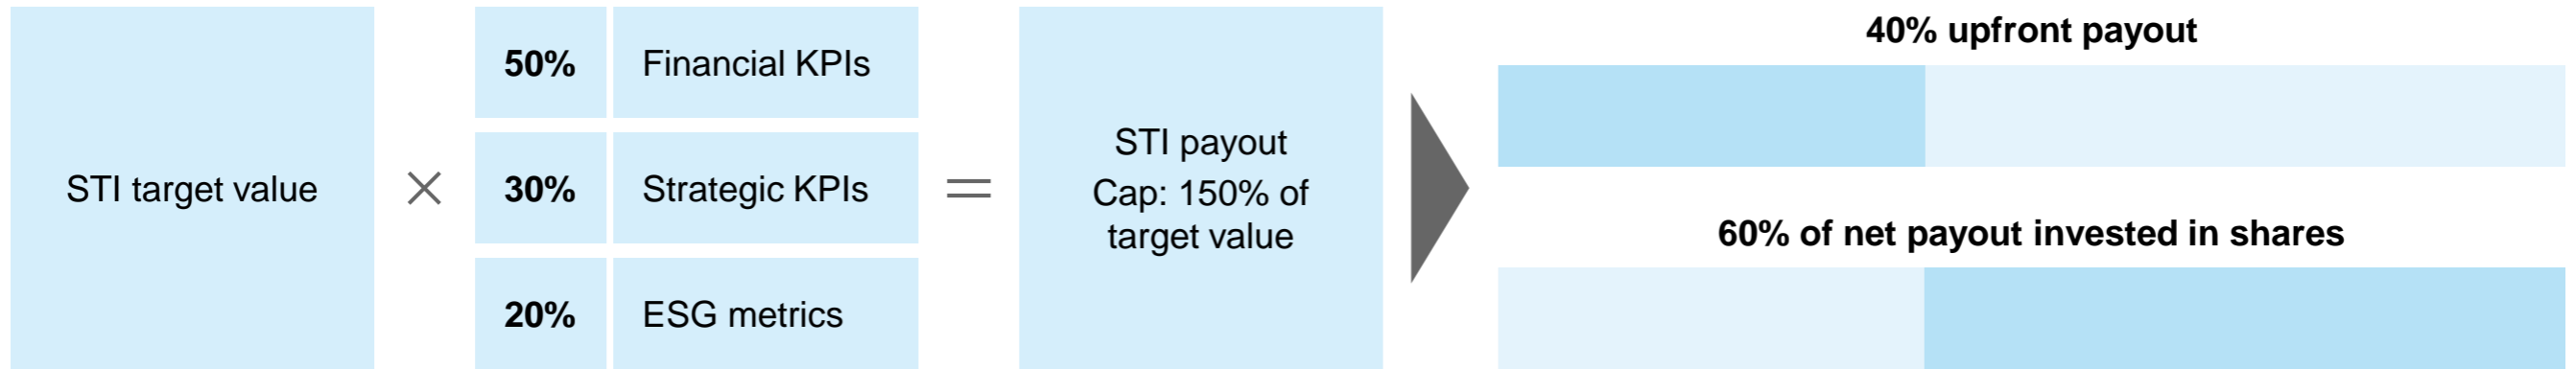 STI target value
×
50%
Financial KPIs
30%
Strategic KPIs
20%
ESG metrics
=
STI payout
Cap: 150% of
target value
40% upfront payout
60% of net payout invested in shares